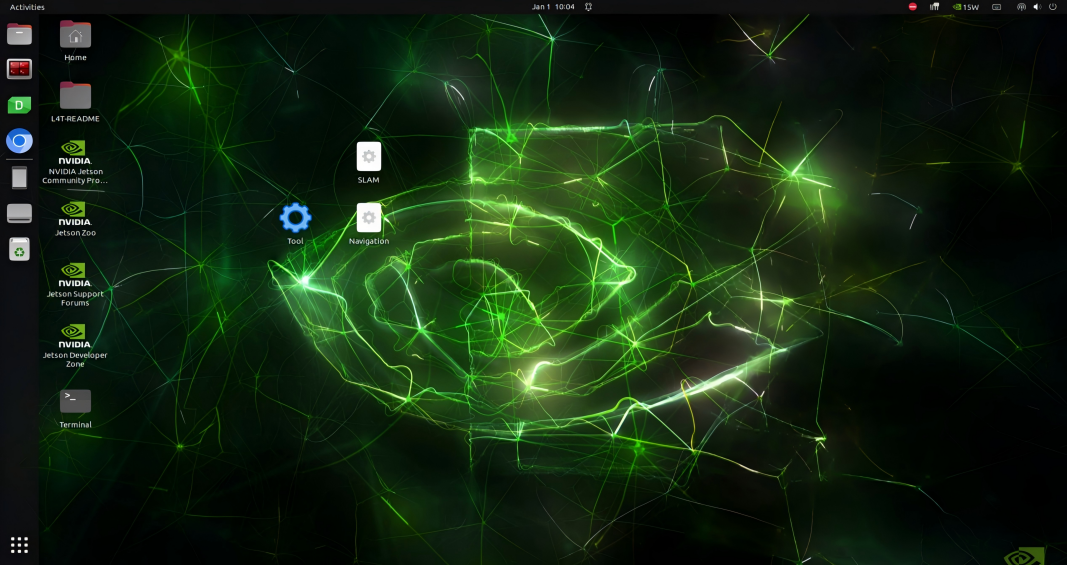 Activities
Jan 1 10:04
15W
Home
L4T-README
D
NVIDIA.
NVIDIA Jetson
Community Pro...
NVIDIA.
Jetson Zoo
NVIDIA.
Jetson Support
Forums
NVIDIA.
Jetson Developer
Zone
>_
Terminal
SLAM
Tool
Navigation